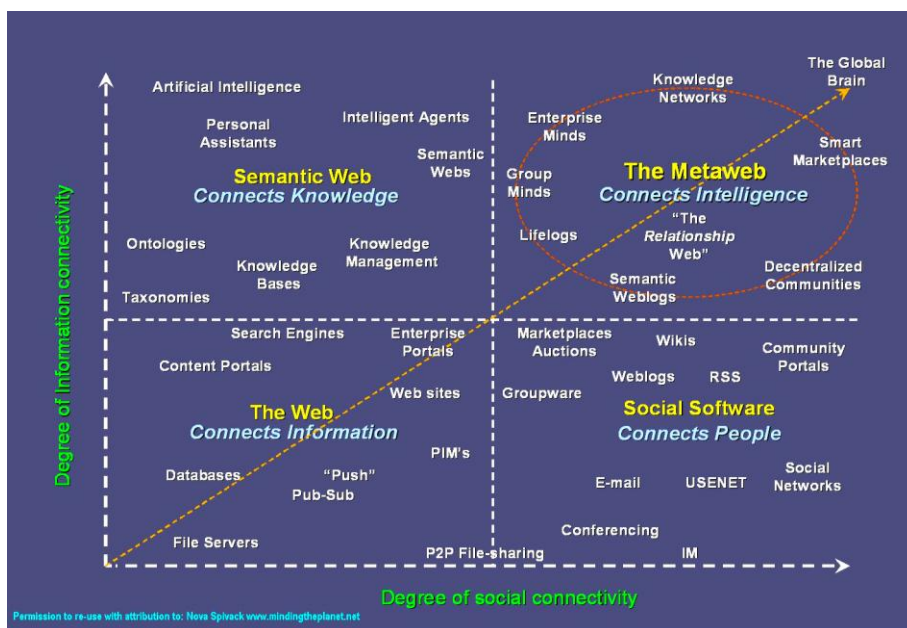 The Global
Brain
Artificial Intelligence
Knowledge
Networks
Intelligent Agents
Personal
Assistants
Enterprise
Minds
Smart
Marketplaces
Semantic
Webs
Semantic Web
Connects Knowledge
Group
Minds
The Metaweb
Connects Intelligence
“The
Relationship
Web”
Lifelogs
Ontologies
Knowledge
Management
Knowledge
Bases
Taxonomies
Semantic
Weblogs
Decentralized
Communities
Search Engines
Enterprise
Portals
Content Portals
Web sites
The Web
Connects Information
PIM's
Databases
“Push”
Pub-Sub
File Servers
P2P File-sharing
Marketplaces
Auctions
Wikis
Community
Portals
Weblogs
RSS
Groupware
Social Software
Connects People
E-mail
USENET
Social
Networks
Conferencing
IM
Degree of Information connectivity
Degree of social connectivity
Permission to re-use with attribution to: Nova Spivack www.mindingtheplanet.net